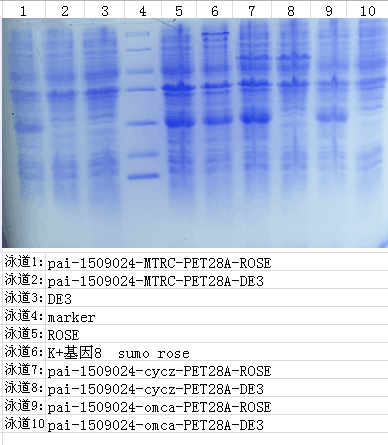 1 2 3 4 5 6 7 8 9 10
泳道1: pai-1509024-MTRC-PET28A-ROSE
泳道2: pai-1509024-MTRC-PET28A-DE3
泳道3: DE3
泳道4: marker
泳道5: ROSE
泳道6: K+基因8 sumo rose
泳道7: pai-1509024-cycz-PET28A-ROSE
泳道8: pai-1509024-cycz-PET28A-DE3
泳道9: pai-1509024-omca-PET28A-ROSE
泳道10 pai-1509024-omca-PET28A-DE3